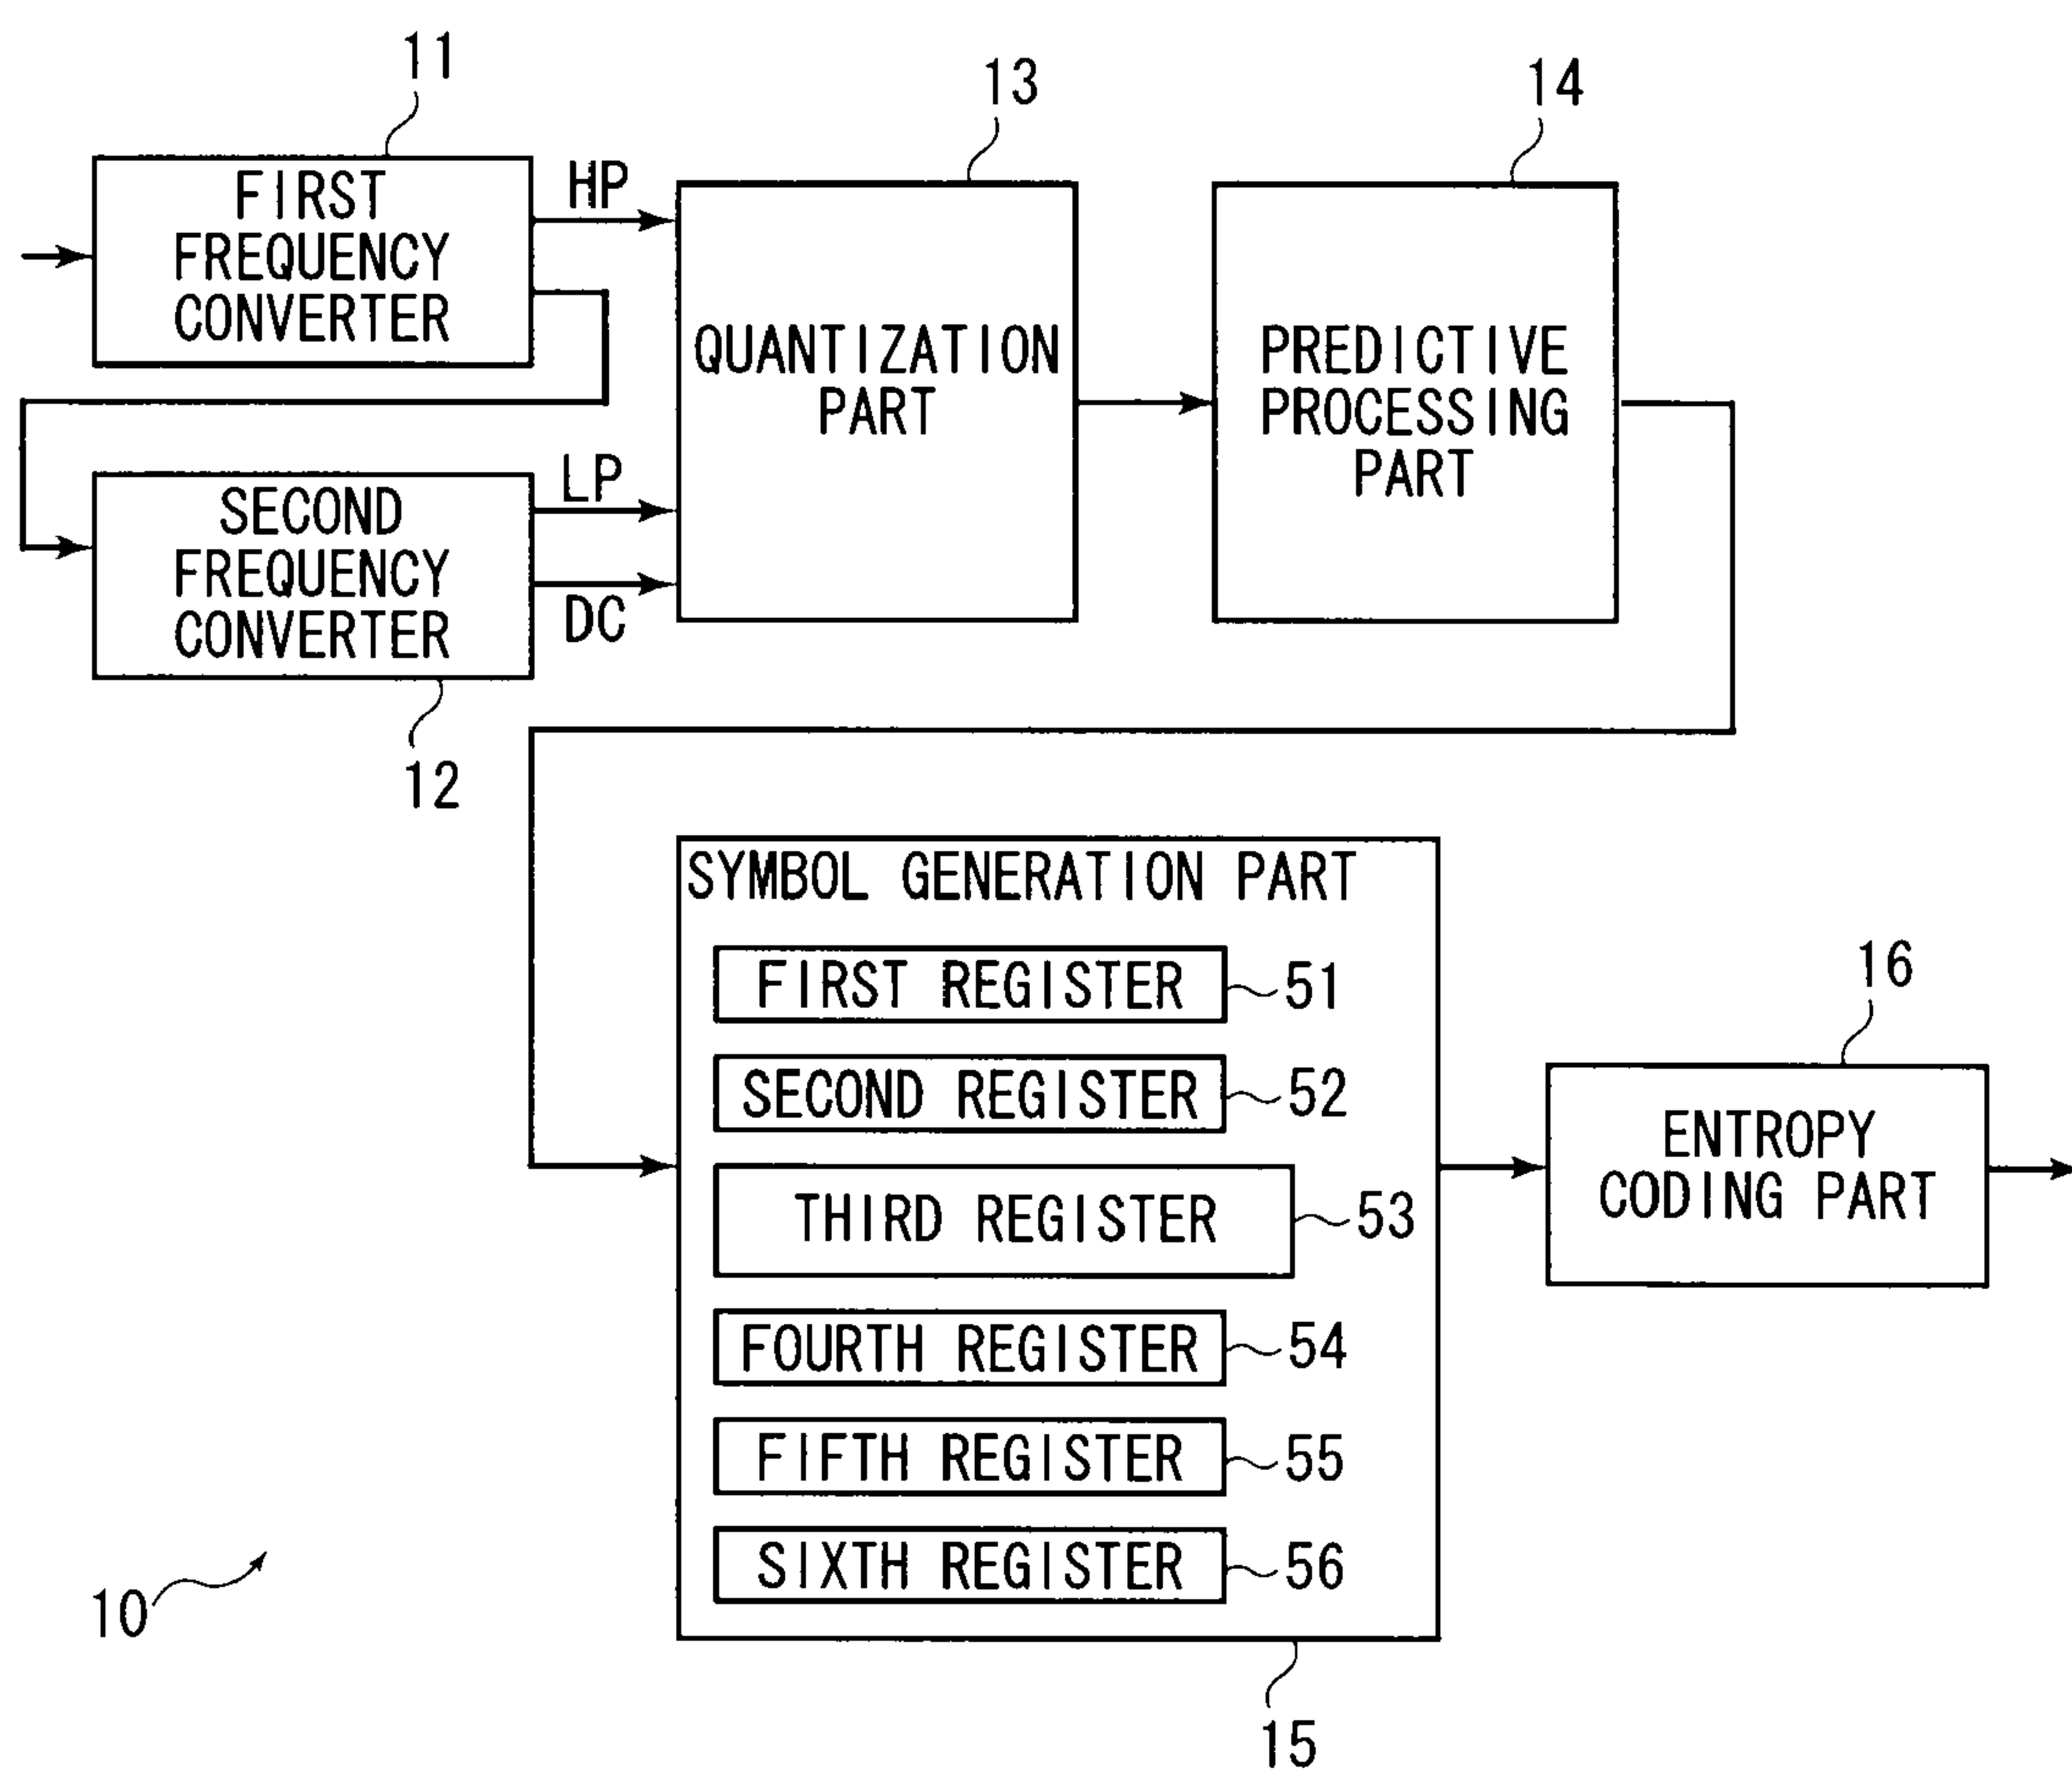 11
FIRST
FREQUENCY
CONVERTER
HP
13
QUANTIZATION
PART
14
PREDICTIVE
PROCESSING
PART
SECOND
FREQUENCY
CONVERTER
LP
DC
12
SYMBOL GENERATION PART
FIRST REGISTER
51
SECOND REGISTER
52
THIRD REGISTER
53
FOURTH REGISTER
54
FIFTH REGISTER
55
SIXTH REGISTER
56
15
16
ENTROPY
CODING PART
10